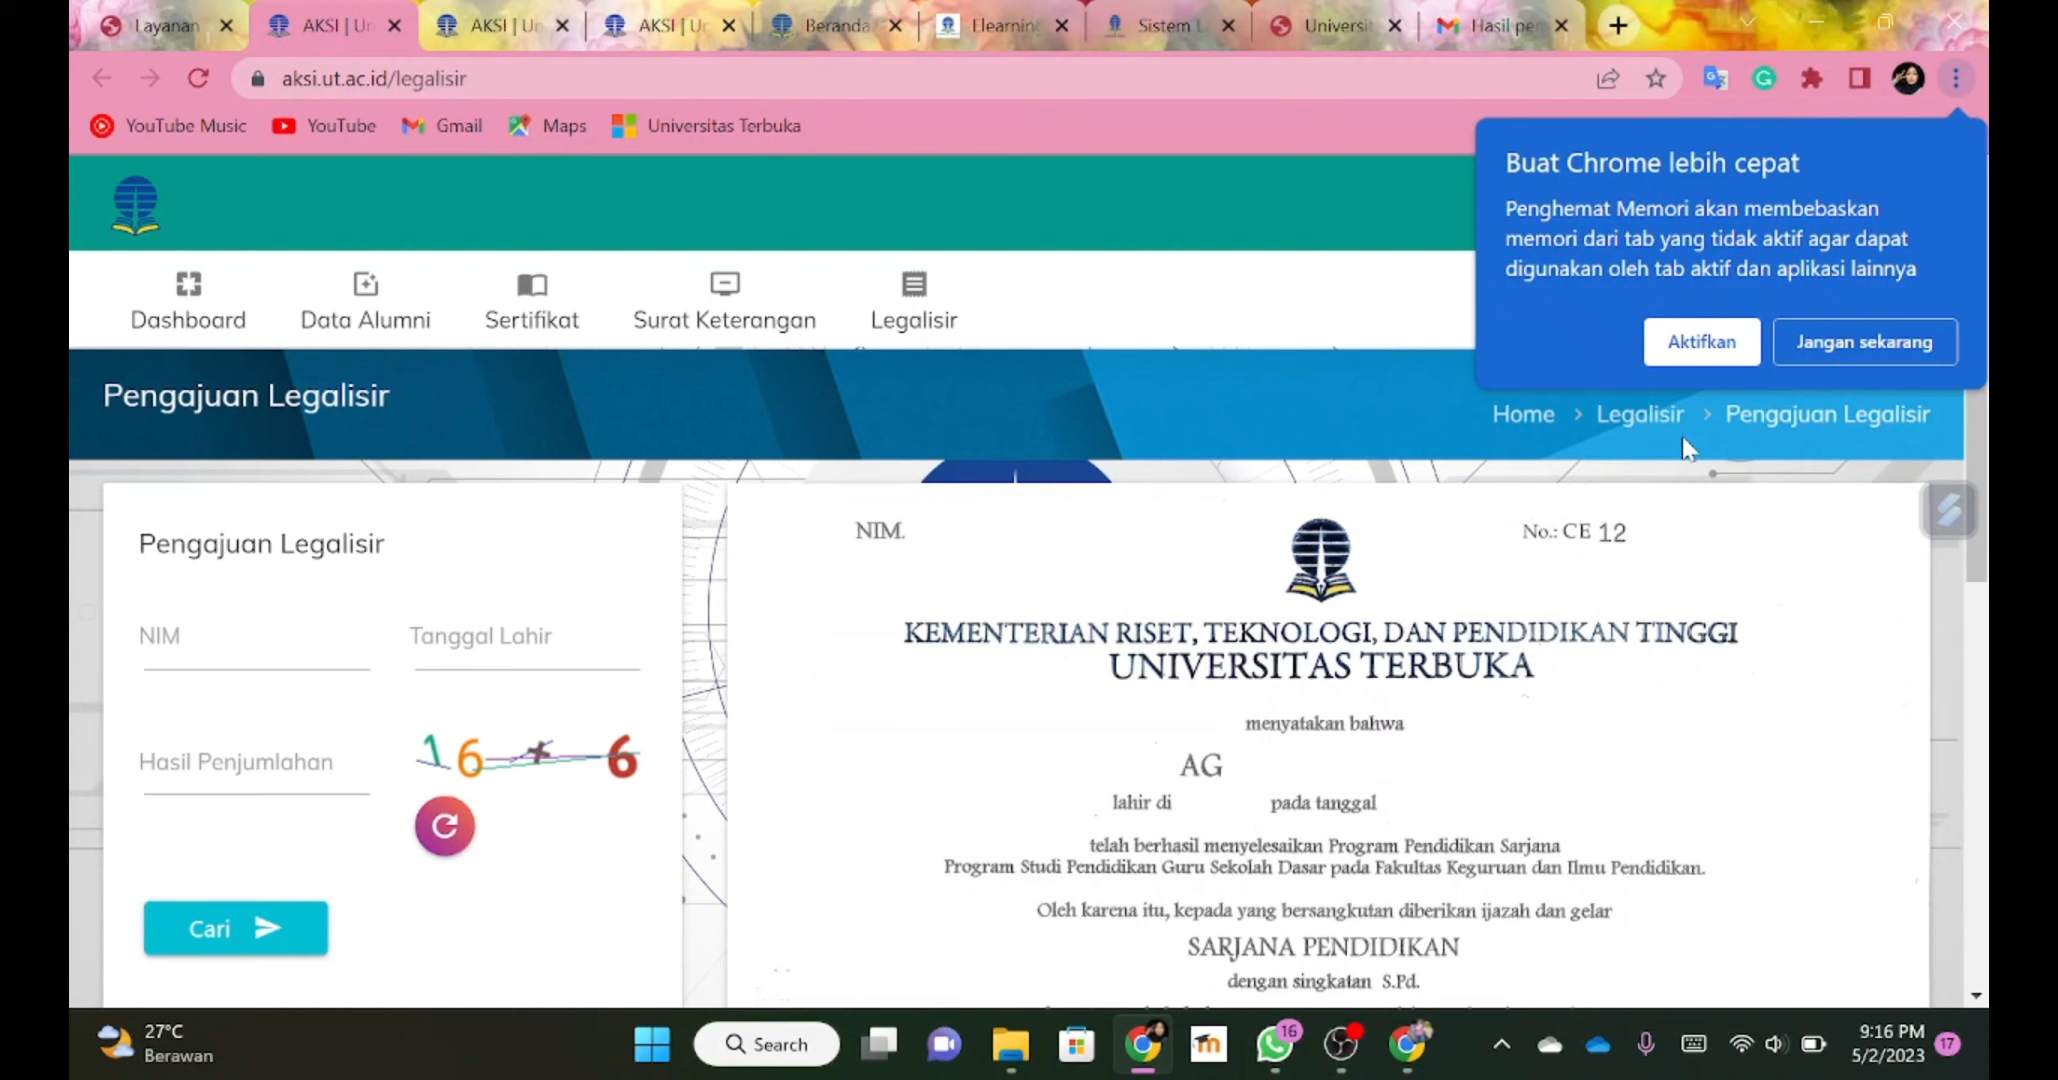 Layanan
AKSI | Un
AKSI | Un
AKSI | Ur
Beranda
Elearning
Sistem L
Universit
Hasil pe
aksi.ut.ac.id/legalisir
YouTube Music
YouTube
Gmail
Maps
Universitas Terbuka
Buat Chrome lebih cepat
Penghemat Memori akan membebaskan
memori dari tab yang tidak aktif agar dapat
digunakan oleh tab aktif dan aplikasi lainnya
Aktifkan
Jangan sekarang
Dashboard
Data Alumni
Sertifikat
Surat Keterangan
Legalisir
Pengajuan Legalisir
Home > Legalisir > Pengajuan Legalisir
Pengajuan Legalisir
NIM
Tanggal Lahir
Hasil Penjumlahan
16 + 6
Cari
NIM.
No.: CE 12
KEMENTERIAN RISET, TEKNOLOGI, DAN PENDIDIKAN TINGGI
UNIVERSITAS TERBUKA
menyatakan bahwa
AG
lahir di pada tanggal
telah berhasil menyelesaikan Program Pendidikan Sarjana
Program Studi Pendidikan Guru Sekolah Dasar pada Fakultas Keguruan dan Ilmu Pendidikan.
Oleh karena itu, kepada yang bersangkutan diberikan ijazah dan gelar
SARJANA PENDIDIKAN
dengan singkatan S.Pd.
27°C
Berawan
Search
16
9:16 PM
5/2/2023
17